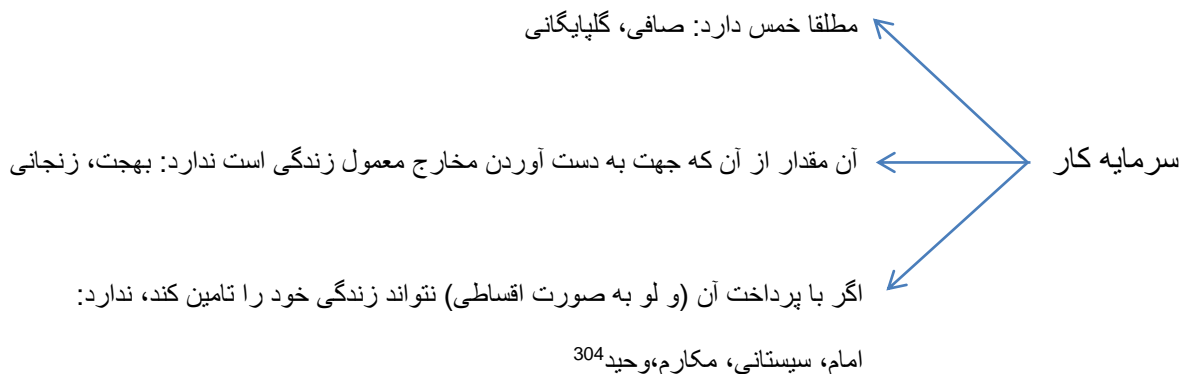 مطلقا خمس دارد: صافی، گلپایگانی
سرمایه کار
آن مقدار از آن که جهت به دست آوردن مخارج معمول زندگی است ندارد: بهجت، زنجانی
اگر با پرداخت آن (و لو به صورت اقساطی) نتواند زندگی خود را تامین کند، ندارد:
امام، سیستانی، مکارم،وحید304